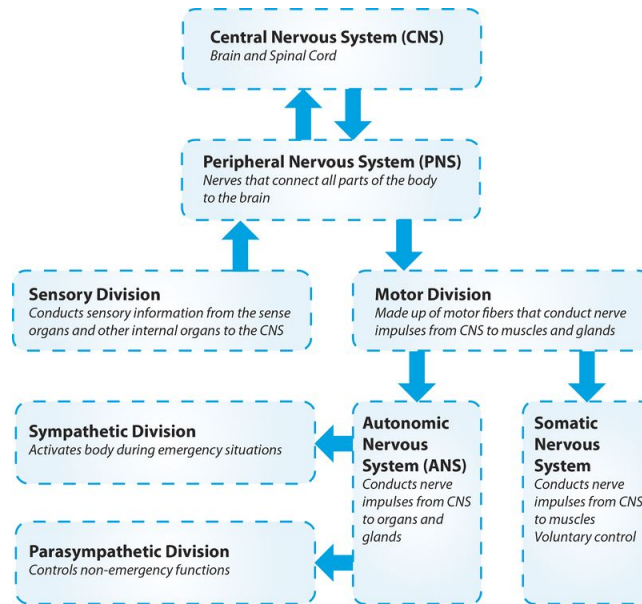 Central Nervous System (CNS)
Brain and Spinal Cord
Peripheral Nervous System (PNS)
Nerves that connect all parts of the body
to the brain
Sensory Division
Conducts sensory information from the sense
organs and other internal organs to the CNS
Motor Division
Made up of motor fibers that conduct nerve
impulses from CNS to muscles and glands
Sympathetic Division
Activates body during emergency situations
Parasympathetic Division
Controls non-emergency functions
Autonomic
Nervous
System (ANS)
Conducts nerve
impulses from CNS
to organs and
glands
Somatic
Nervous
System
Conducts nerve
impulses from CNS
to muscles
Voluntary control